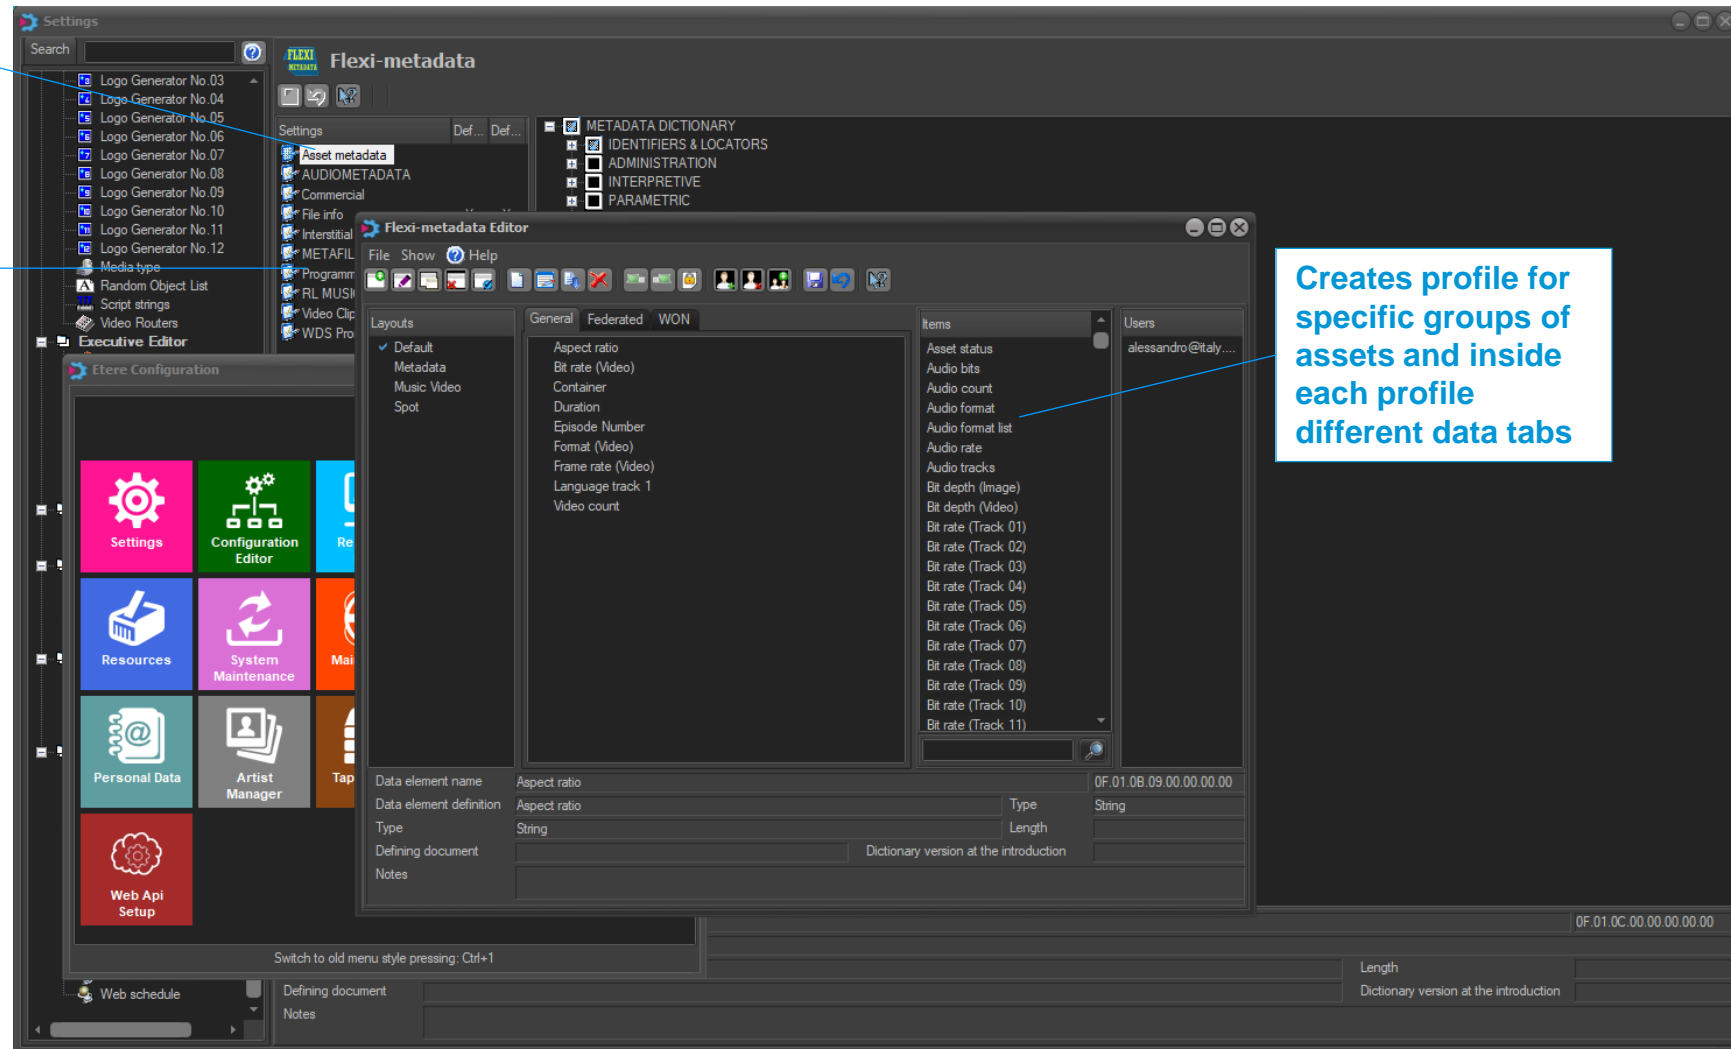 Settings
Search
Logo Generator No.03
Logo Generator No.04
Logo Generator No.05
Logo Generator No.06
Logo Generator No.07
Logo Generator No.08
Logo Generator No.09
Logo Generator No.10
Logo Generator No.11
Logo Generator No.12
Media type
Random Object List
Script strings
Video Routers
Executive Editor
Web schedule
FLEXI METADATA
Flexi-metadata
Settings Def... Def...
Asset metadata
AUDIOMETADATA
Commercial
File info
Interstitial
METAFIL
Programm
RL MUSI
Video Clip
WDS Pro
METADATA DICTIONARY
IDENTIFIERS & LOCATORS
ADMINISTRATION
INTERPRETIVE
PARAMETRIC
Flexi-metadata Editor
File Show Help
Layouts
Default
Metadata
Music Video
Spot
General Federated WON
Aspect ratio
Bit rate (Video)
Container
Duration
Episode Number
Format (Video)
Frame rate (Video)
Language track 1
Video count
Items
Asset status
Audio bits
Audio count
Audio format
Audio format list
Audio rate
Audio tracks
Bit depth (Image)
Bit depth (Video)
Bit rate (Track 01)
Bit rate (Track 02)
Bit rate (Track 03)
Bit rate (Track 04)
Bit rate (Track 05)
Bit rate (Track 06)
Bit rate (Track 07)
Bit rate (Track 08)
Bit rate (Track 09)
Bit rate (Track 10)
Bit rate (Track 11)
Users
alessandro@italy....
Data element name Aspect ratio 0F.01.0B.09.00.00.00.00
Data element definition Aspect ratio Type String
Type String Length
Defining document Dictionary version at the introduction
Notes
Creates profile for
specific groups of
assets and inside
each profile
different data tabs
Etere Configuration
Settings
Configuration
Editor
Re
Resources
System
Maintenance
Mai
Personal Data
Artist
Manager
Tap
Web Api
Setup
Switch to old menu style pressing: Ctrl+1
0F.01.0C.00.00.00.00.00
Length
Defining document Dictionary version at the introduction
Notes